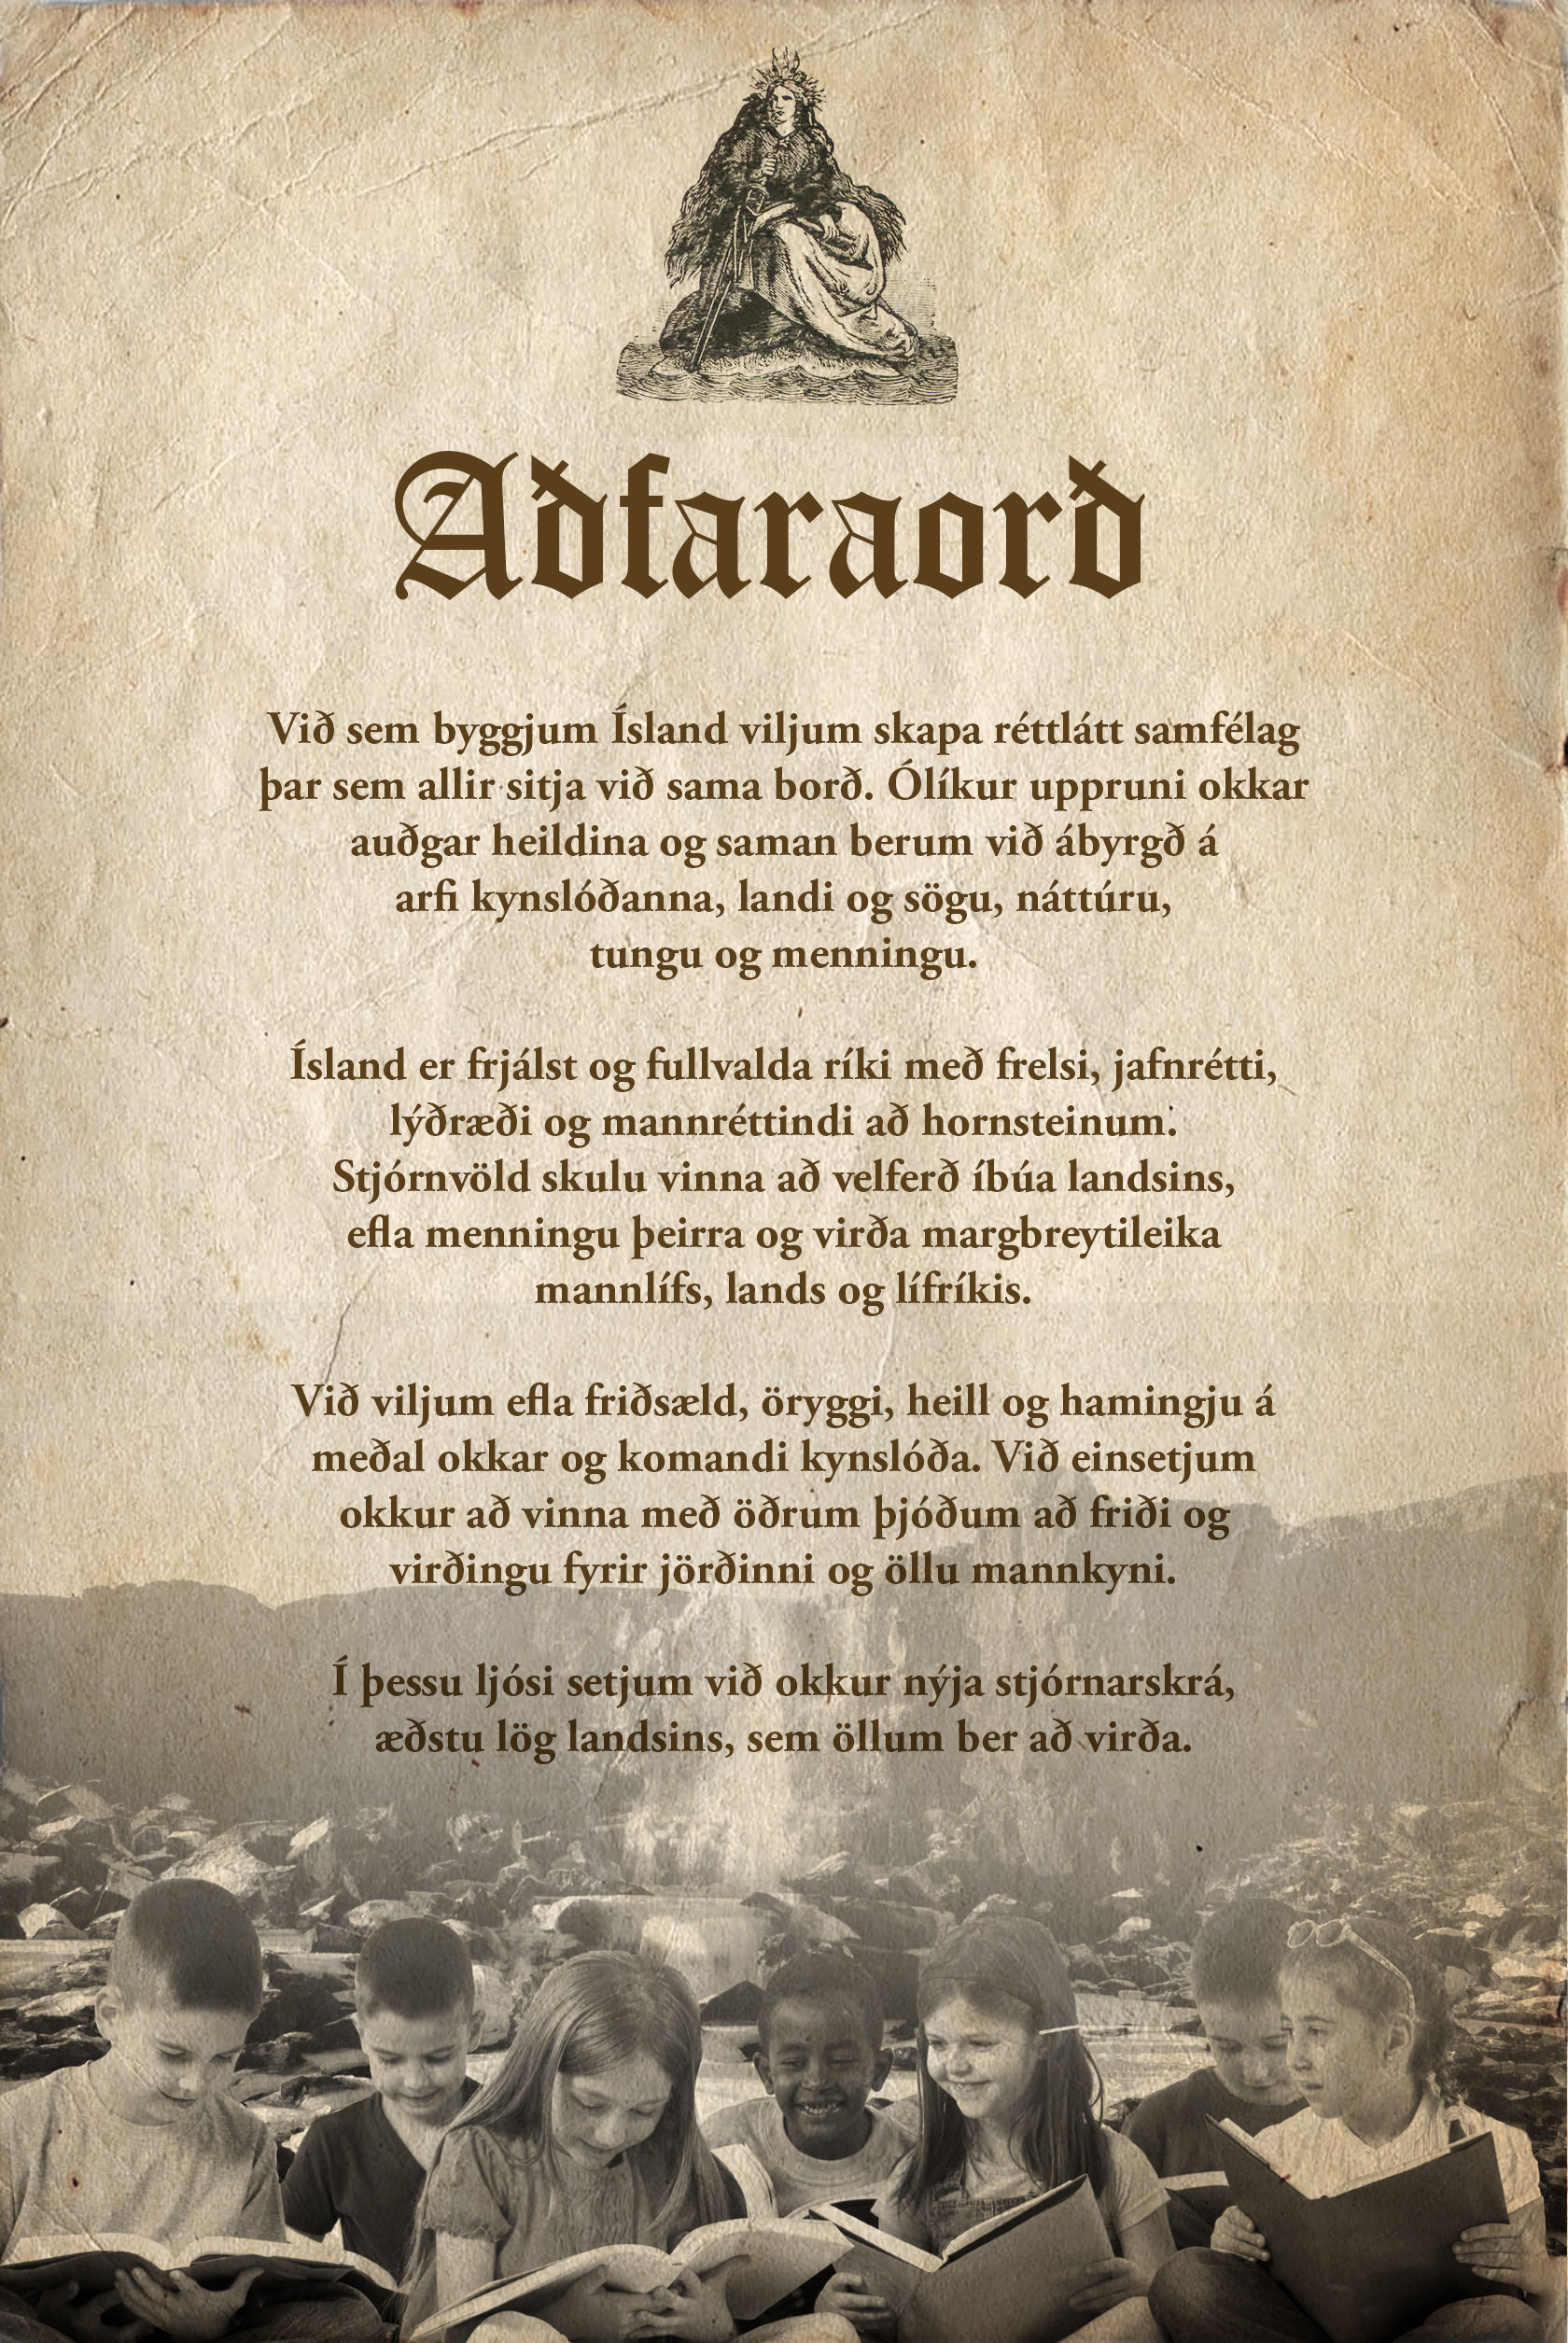 Aðfaraorð
Við sem byggjum Ísland viljum skapa réttlátt samfélag
þar sem allir sitja við sama borð. Ólíkur uppruni okkar
auðgar heildina og saman berum við ábyrgð á
arfi kynslóðanna, landi og sögu, náttúru,
tungu og menningu.
Ísland er frjálst og fullvalda ríki með frelsi, jafnrétti,
lýðræði og mannréttindi að hornsteinum.
Stjórnvöld skulu vinna að velferð íbúa landsins,
efla menningu þeirra og virða margbreytileika
mannlífs, lands og lífríkis.
Við viljum efla friðsæld, öryggi, heill og hamingju á
meðal okkar og komandi kynslóða. Við einsetjum
okkur að vinna með öðrum þjóðum að friði og
virðingu fyrir jörðinni og öllu mannkyni.
Í þessu ljósi setjum við okkur nýja stjórnarskrá,
æðstu lög landsins, sem öllum ber að virða.